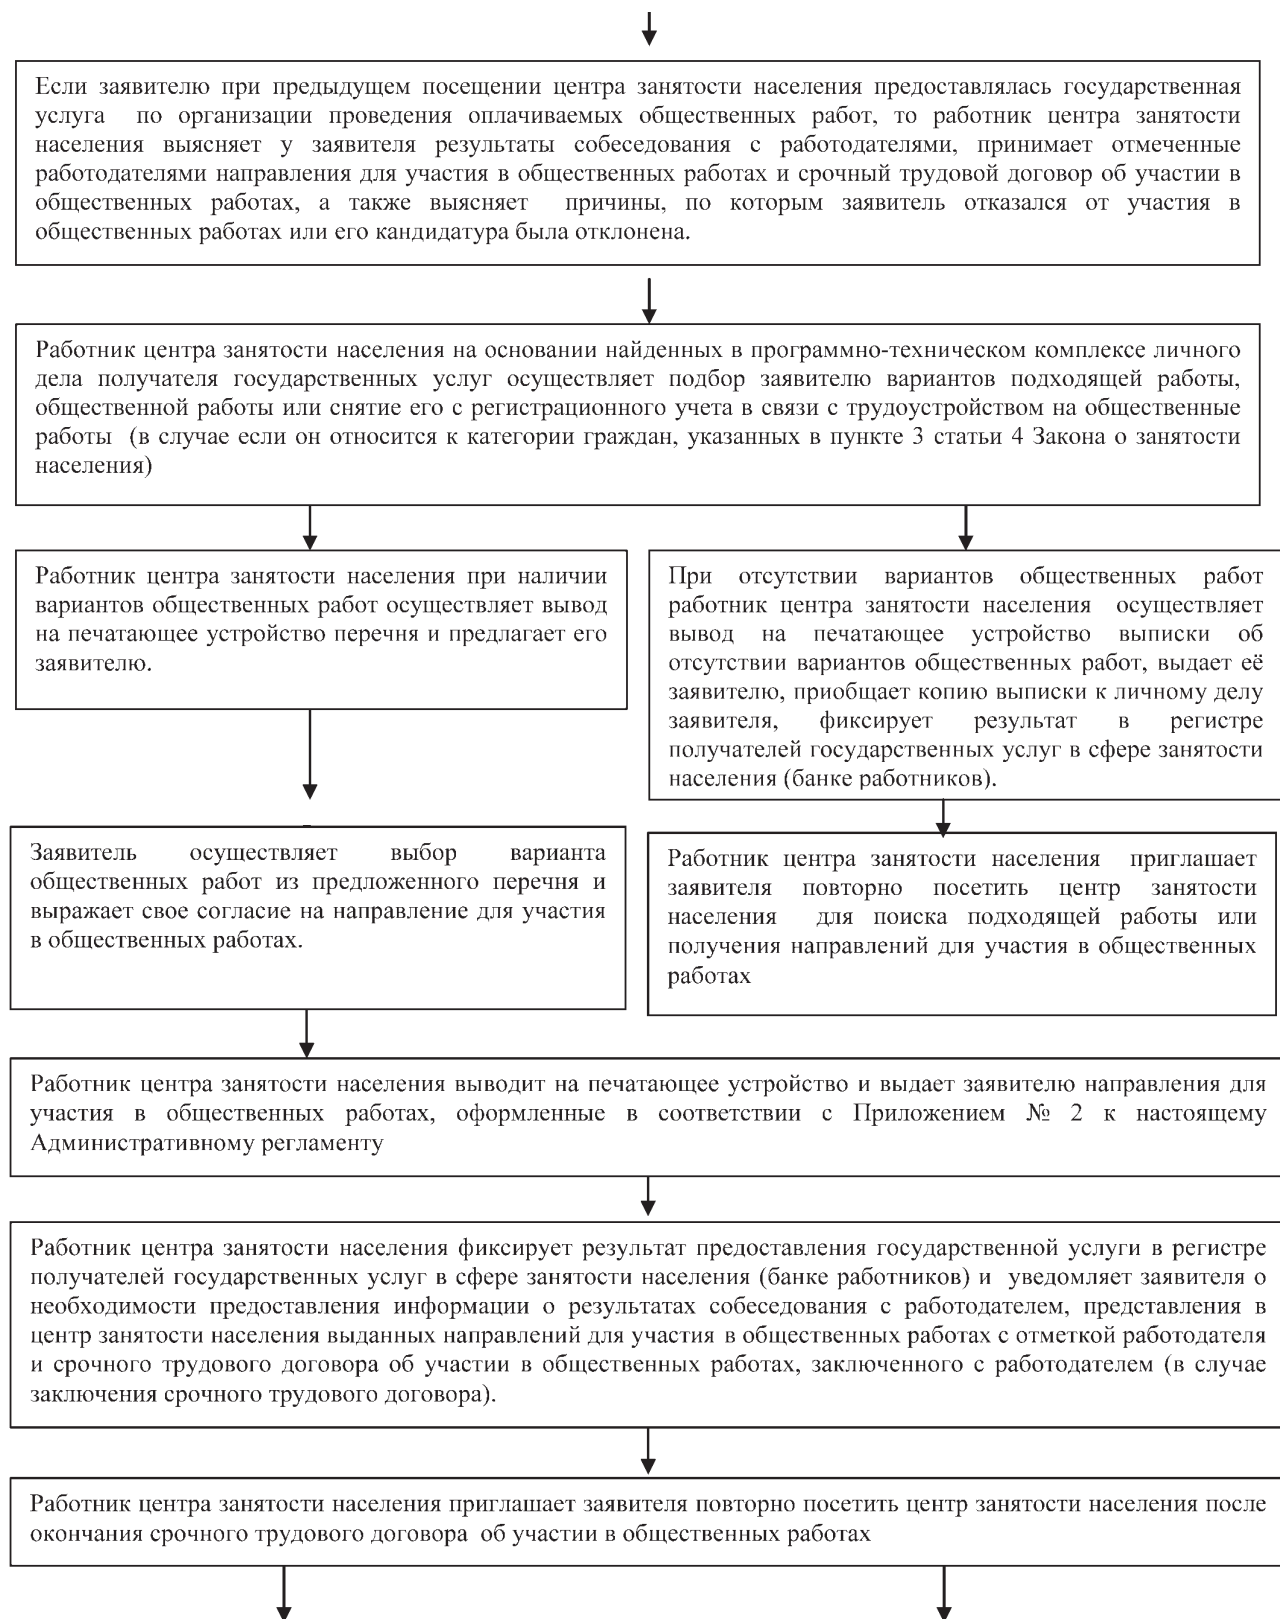 Если заявителю при предыдущем посещении центра занятости населения предоставлялась государственная
услуга по организации проведения оплачиваемых общественных работ, то работник центра занятости
населения выясняет у заявителя результаты собеседования с работодателями, принимает отмеченные
работодателями направления для участия в общественных работах и срочный трудовой договор об участии в
общественных работах, а также выясняет причины, по которым заявитель отказался от участия в
общественных работах или его кандидатура была отклонена.
Работник центра занятости населения на основании найденных в программно-техническом комплексе личного
дела получателя государственных услуг осуществляет подбор заявителю вариантов подходящей работы,
общественной работы или снятие его с регистрационного учета в связи с трудоустройством на общественные
работы (в случае если он относится к категории граждан, указанных в пункте 3 статьи 4 Закона о занятости
населения)
Работник центра занятости населения при наличии
вариантов общественных работ осуществляет вывод
на печатающее устройство перечня и предлагает его
заявителю.
При отсутствии вариантов общественных работ
работник центра занятости населения осуществляет
вывод на печатающее устройство выписки об
отсутствии вариантов общественных работ, выдает её
заявителю, приобщает копию выписки к личному делу
заявителя, фиксирует результат в регистре
получателей государственных услуг в сфере занятости
населения (банке работников).
Заявитель осуществляет выбор варианта
общественных работ из предложенного перечня и
выражает свое согласие на направление для участия
в общественных работах.
Работник центра занятости населения приглашает
заявителя повторно посетить центр занятости
населения для поиска подходящей работы или
получения направлений для участия в общественных
работах
Работник центра занятости населения выводит на печатающее устройство и выдает заявителю направления для
участия в общественных работах, оформленные в соответствии с Приложением № 2 к настоящему
Административному регламенту
Работник центра занятости населения фиксирует результат предоставления государственной услуги в регистре
получателей государственных услуг в сфере занятости населения (банке работников) и уведомляет заявителя о
необходимости предоставления информации о результатах собеседования с работодателем, представления в
центр занятости населения выданных направлений для участия в общественных работах с отметкой работодателя
и срочного трудового договора об участии в общественных работах, заключенного с работодателем (в случае
заключения срочного трудового договора).
Работник центра занятости населения приглашает заявителя повторно посетить центр занятости населения после
окончания срочного трудового договора об участии в общественных работах